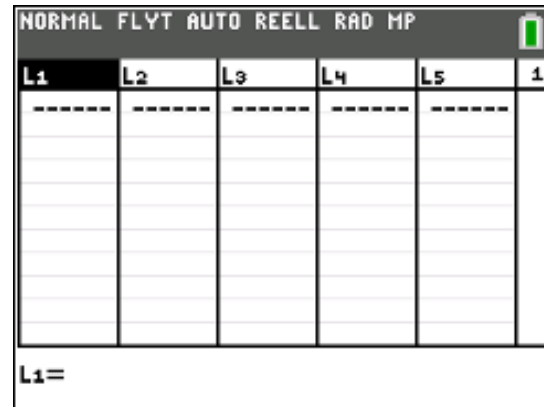 NORMAL FLYT AUTO REELL RAD MP
L1 L2 L3 L4 L5 1
------ ------ ------ ------ ------
L1=